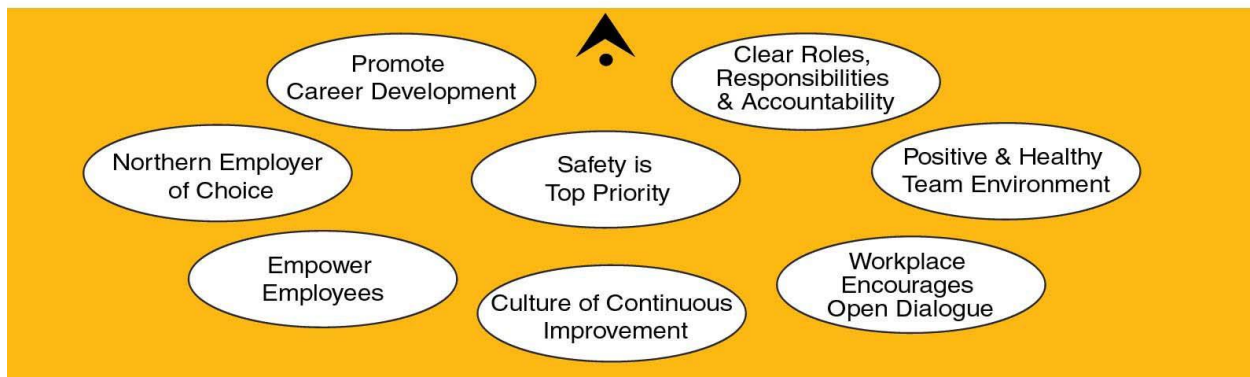 Promote
Career Development
Clear Roles,
Responsibilities
& Accountability
Northern Employer
of Choice
Safety is
Top Priority
Positive & Healthy
Team Environment
Empower
Employees
Culture of Continuous
Improvement
Workplace
Encourages
Open Dialogue